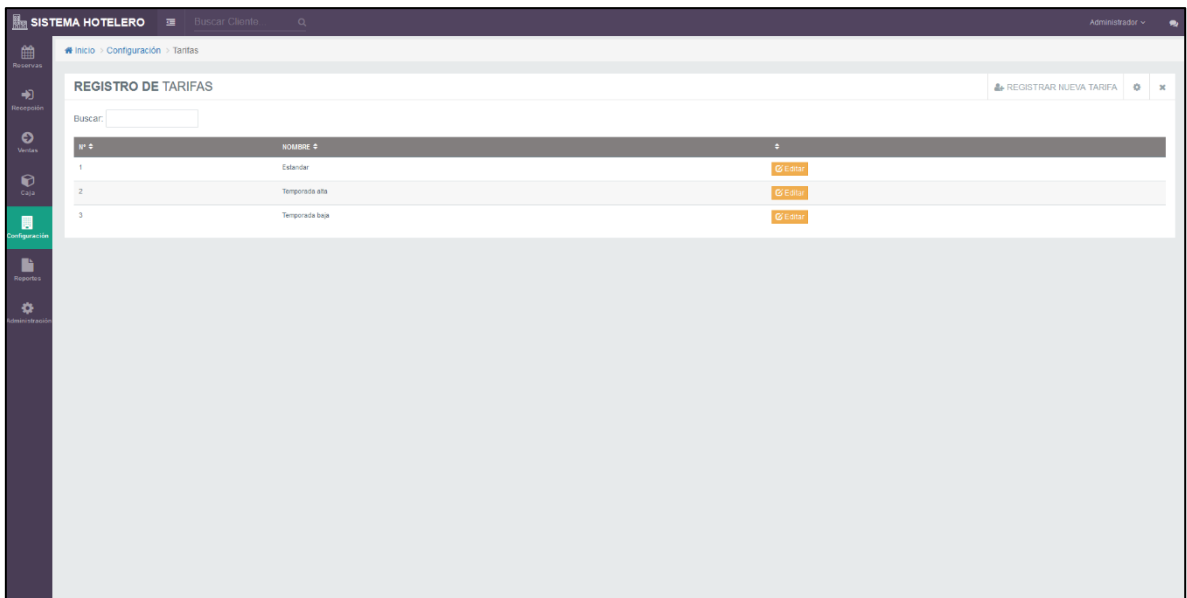 SISTEMA HOTELERO
Buscar Cliente ...
Administrador
Reservas
Recepción
Ventas
Caja
Configuración
Reportes
Administración
Inicio > Configuración > Tarifas
REGISTRO DE TARIFAS
REGISTRAR NUEVA TARIFA
Buscar:
N° NOMBRE
1 Estandar Editar
2 Temporada alta Editar
3 Temporada baja Editar